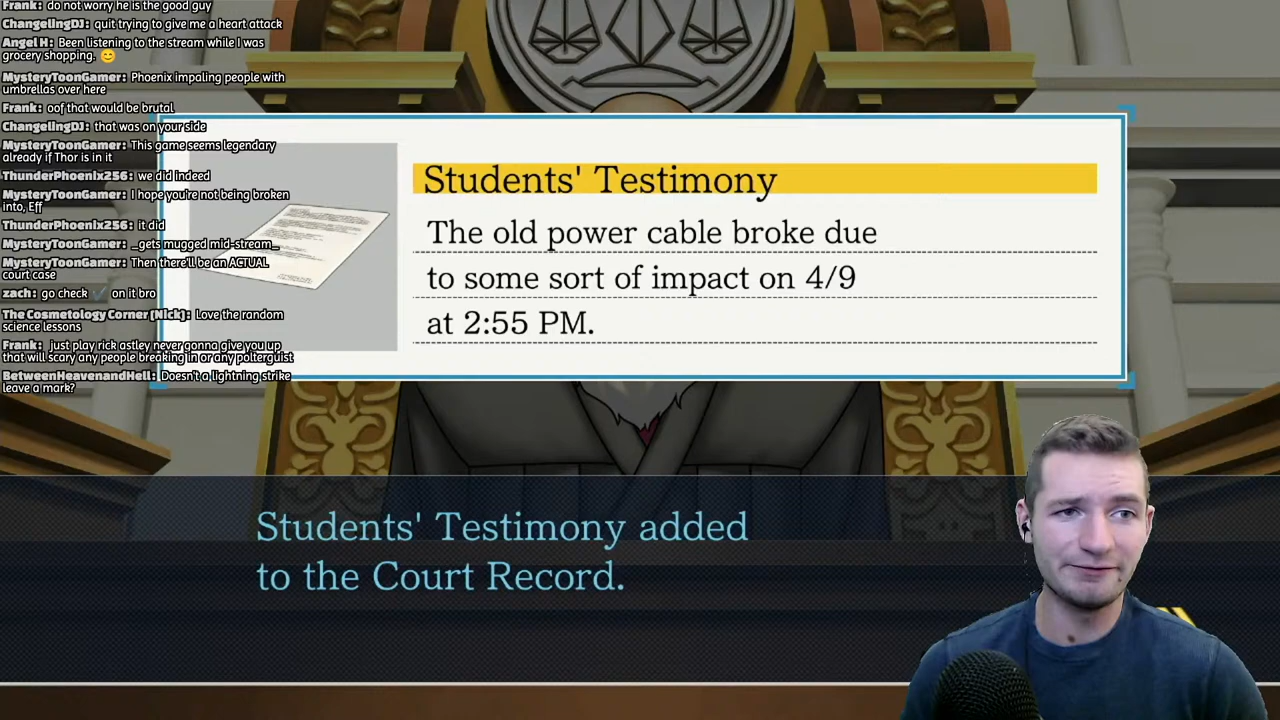 Frank: do not worry he is the good guy
ChangelingDJ: quit trying to give me a heart attack
Angel H: Been listening to the stream while I was
grocery shopping. 😊
MysteryToonGamer: Phoenix impaling people with
umbrellas over here
Frank: oof that would be brutal
ChangelingDJ: that was on your side
MysteryToonGamer: This game seems legendary
already if Thor is in it
ThunderPhoenix256: we did indeed
MysteryToonGamer: I hope you're not being broken
into, Eff
ThunderPhoenix256: it did
MysteryToonGamer: _gets mugged mid-stream_
MysteryToonGamer: Then there'll be an ACTUAL
court case
zach: go check ✔ on it bro
The Cosmetology Corner (Nick): Love the random
science lessons
Frank: just play rick astley never gonna give you up
that will scary any people breaking in or any polterguist
BetweenHeavenandHell: Doesn't a lightning strike
leave a mark?
Students' Testimony
The old power cable broke due
to some sort of impact on 4/9
at 2:55 PM.
Students' Testimony added
to the Court Record.